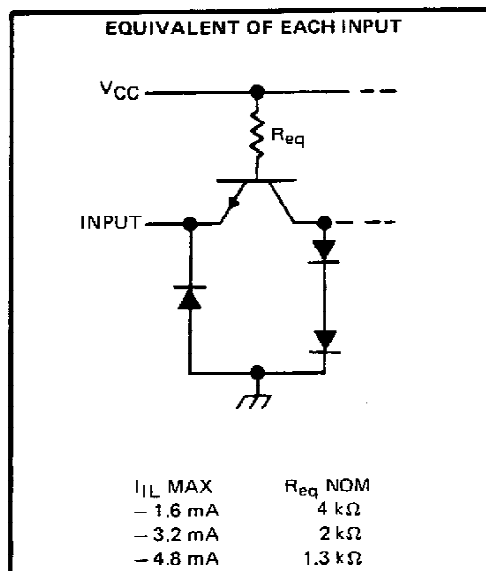 EQUIVALENT OF EACH INPUT
VCC
Req
INPUT
IIL MAX Req NOM
– 1.6 mA 4 kΩ
– 3.2 mA 2 kΩ
– 4.8 mA 1.3 kΩ